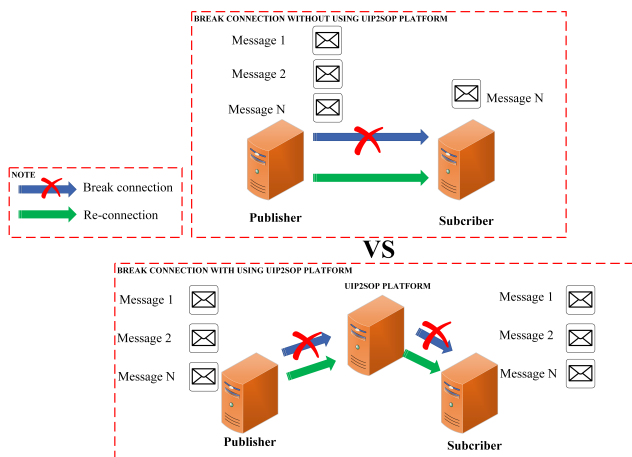 BREAK CONNECTION WITHOUT USING UIP2SOP PLATFORM
Message 1
Message 2
Message N
Message N
Publisher
Subcriber
NOTE
Break connection
Re-connection
VS
BREAK CONNECTION WITH USING UIP2SOP PLATFORM
UIP2SOP PLATFORM
Message 1
Message 2
Message N
Message 1
Message 2
Message N
Publisher
Subcriber